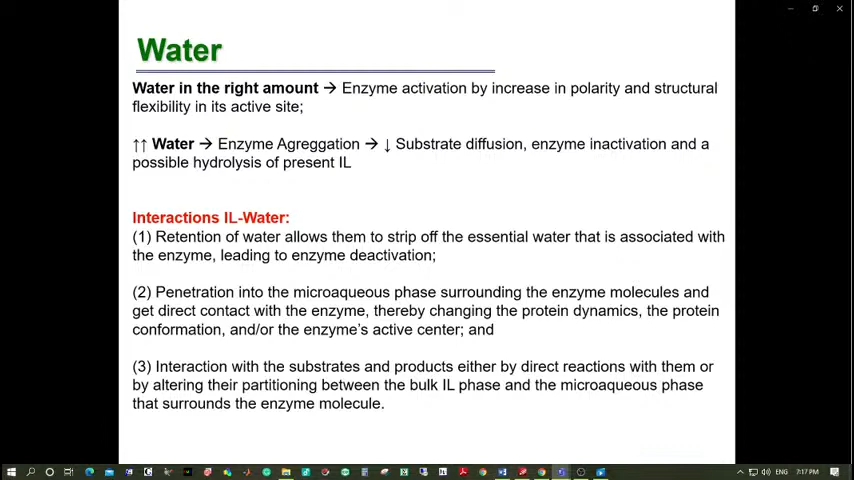 Water
Water in the right amount → Enzyme activation by increase in polarity and structural
flexibility in its active site;
↑↑ Water → Enzyme Agreggation → ↓ Substrate diffusion, enzyme inactivation and a
possible hydrolysis of present IL
Interactions IL-Water:
(1) Retention of water allows them to strip off the essential water that is associated with
the enzyme, leading to enzyme deactivation;
(2) Penetration into the microaqueous phase surrounding the enzyme molecules and
get direct contact with the enzyme, thereby changing the protein dynamics, the protein
conformation, and/or the enzyme's active center; and
(3) Interaction with the substrates and products either by direct reactions with them or
by altering their partitioning between the bulk IL phase and the microaqueous phase
that surrounds the enzyme molecule.
ENG 7:17 PM